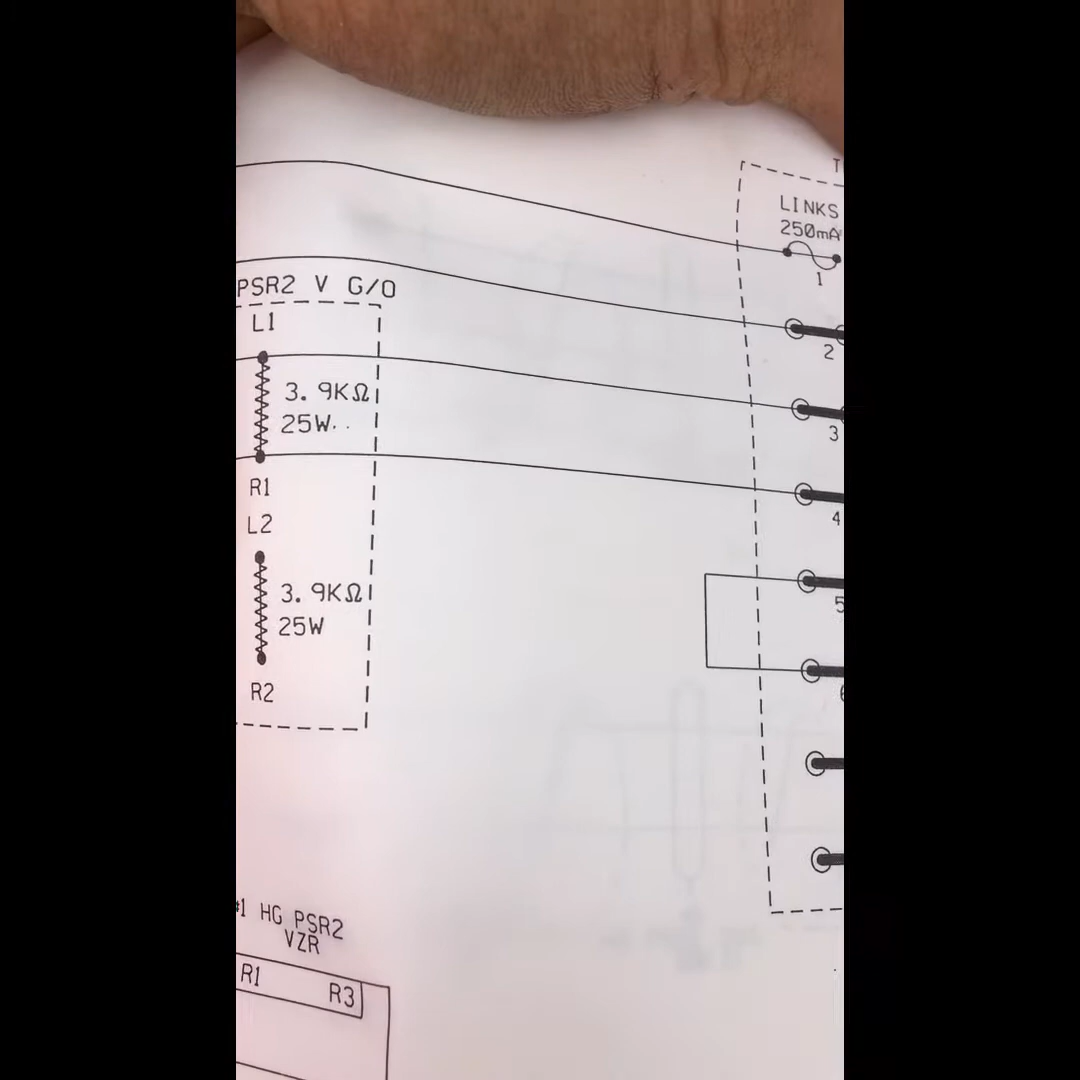 LINKS
250mA
1
PSR2 V G/O
L1
2
3.9KΩ
25W..
3
R1
4
L2
3.9KΩ
5
25W
R2
#1 HG PSR2
VZR
R1 R3